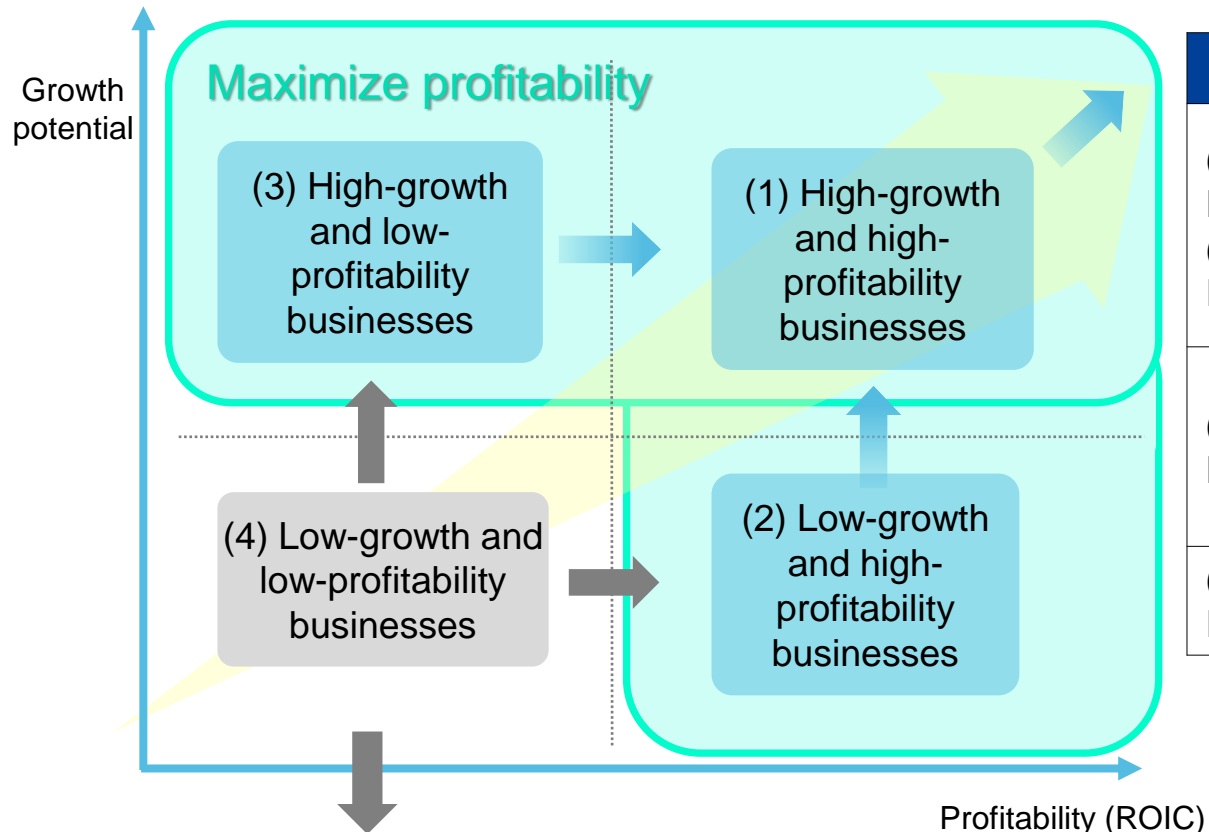 Growth
potential
Maximize profitability
(3) High-growth
and low-
profitability
businesses
(1) High-growth
and high-
profitability
businesses
(4) Low-growth and
low-profitability
businesses
(2) Low-growth
and high-
profitability
businesses
Profitability (ROIC)